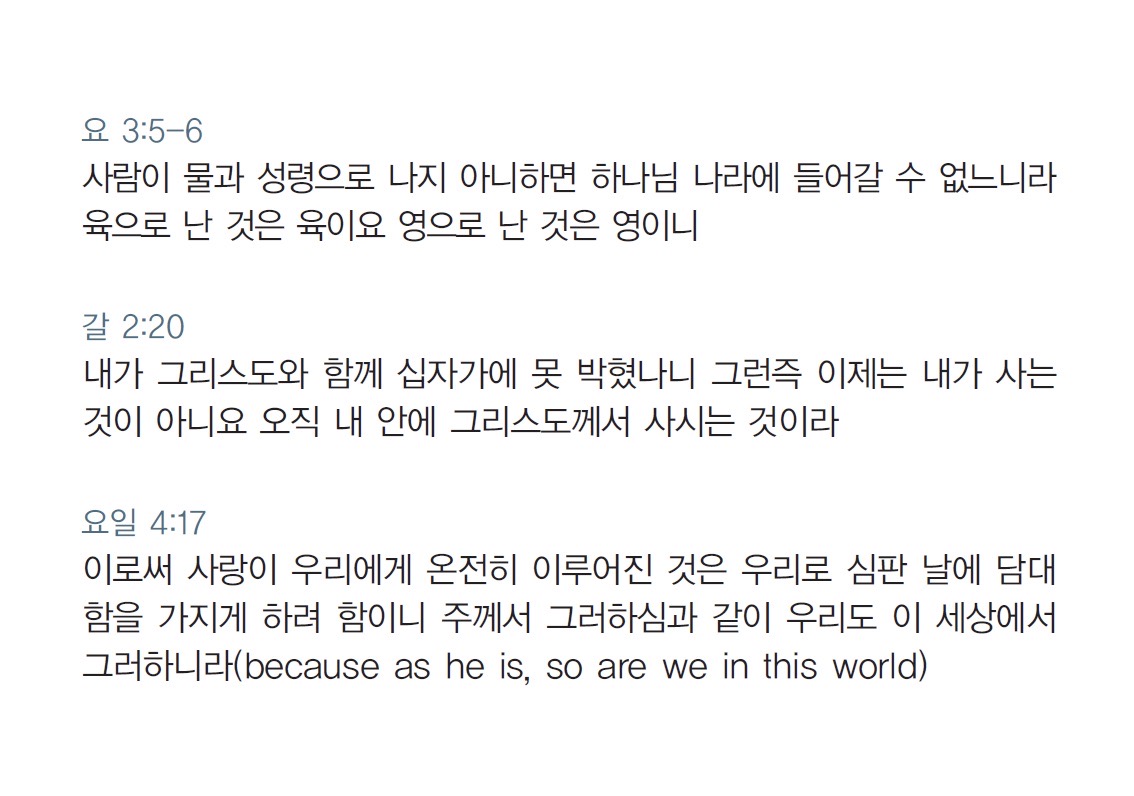 요 3:5-6
사람이 물과 성령으로 나지 아니하면 하나님 나라에 들어갈 수 없느니라
육으로 난 것은 육이요 영으로 난 것은 영이니
갈 2:20
내가 그리스도와 함께 십자가에 못 박혔나니 그런즉 이제는 내가 사는
것이 아니요 오직 내 안에 그리스도께서 사시는 것이라
요일 4:17
이로써 사랑이 우리에게 온전히 이루어진 것은 우리로 심판 날에 담대
함을 가지게 하려 함이니 주께서 그러하심과 같이 우리도 이 세상에서
그러하니라(because as he is, so are we in this world)